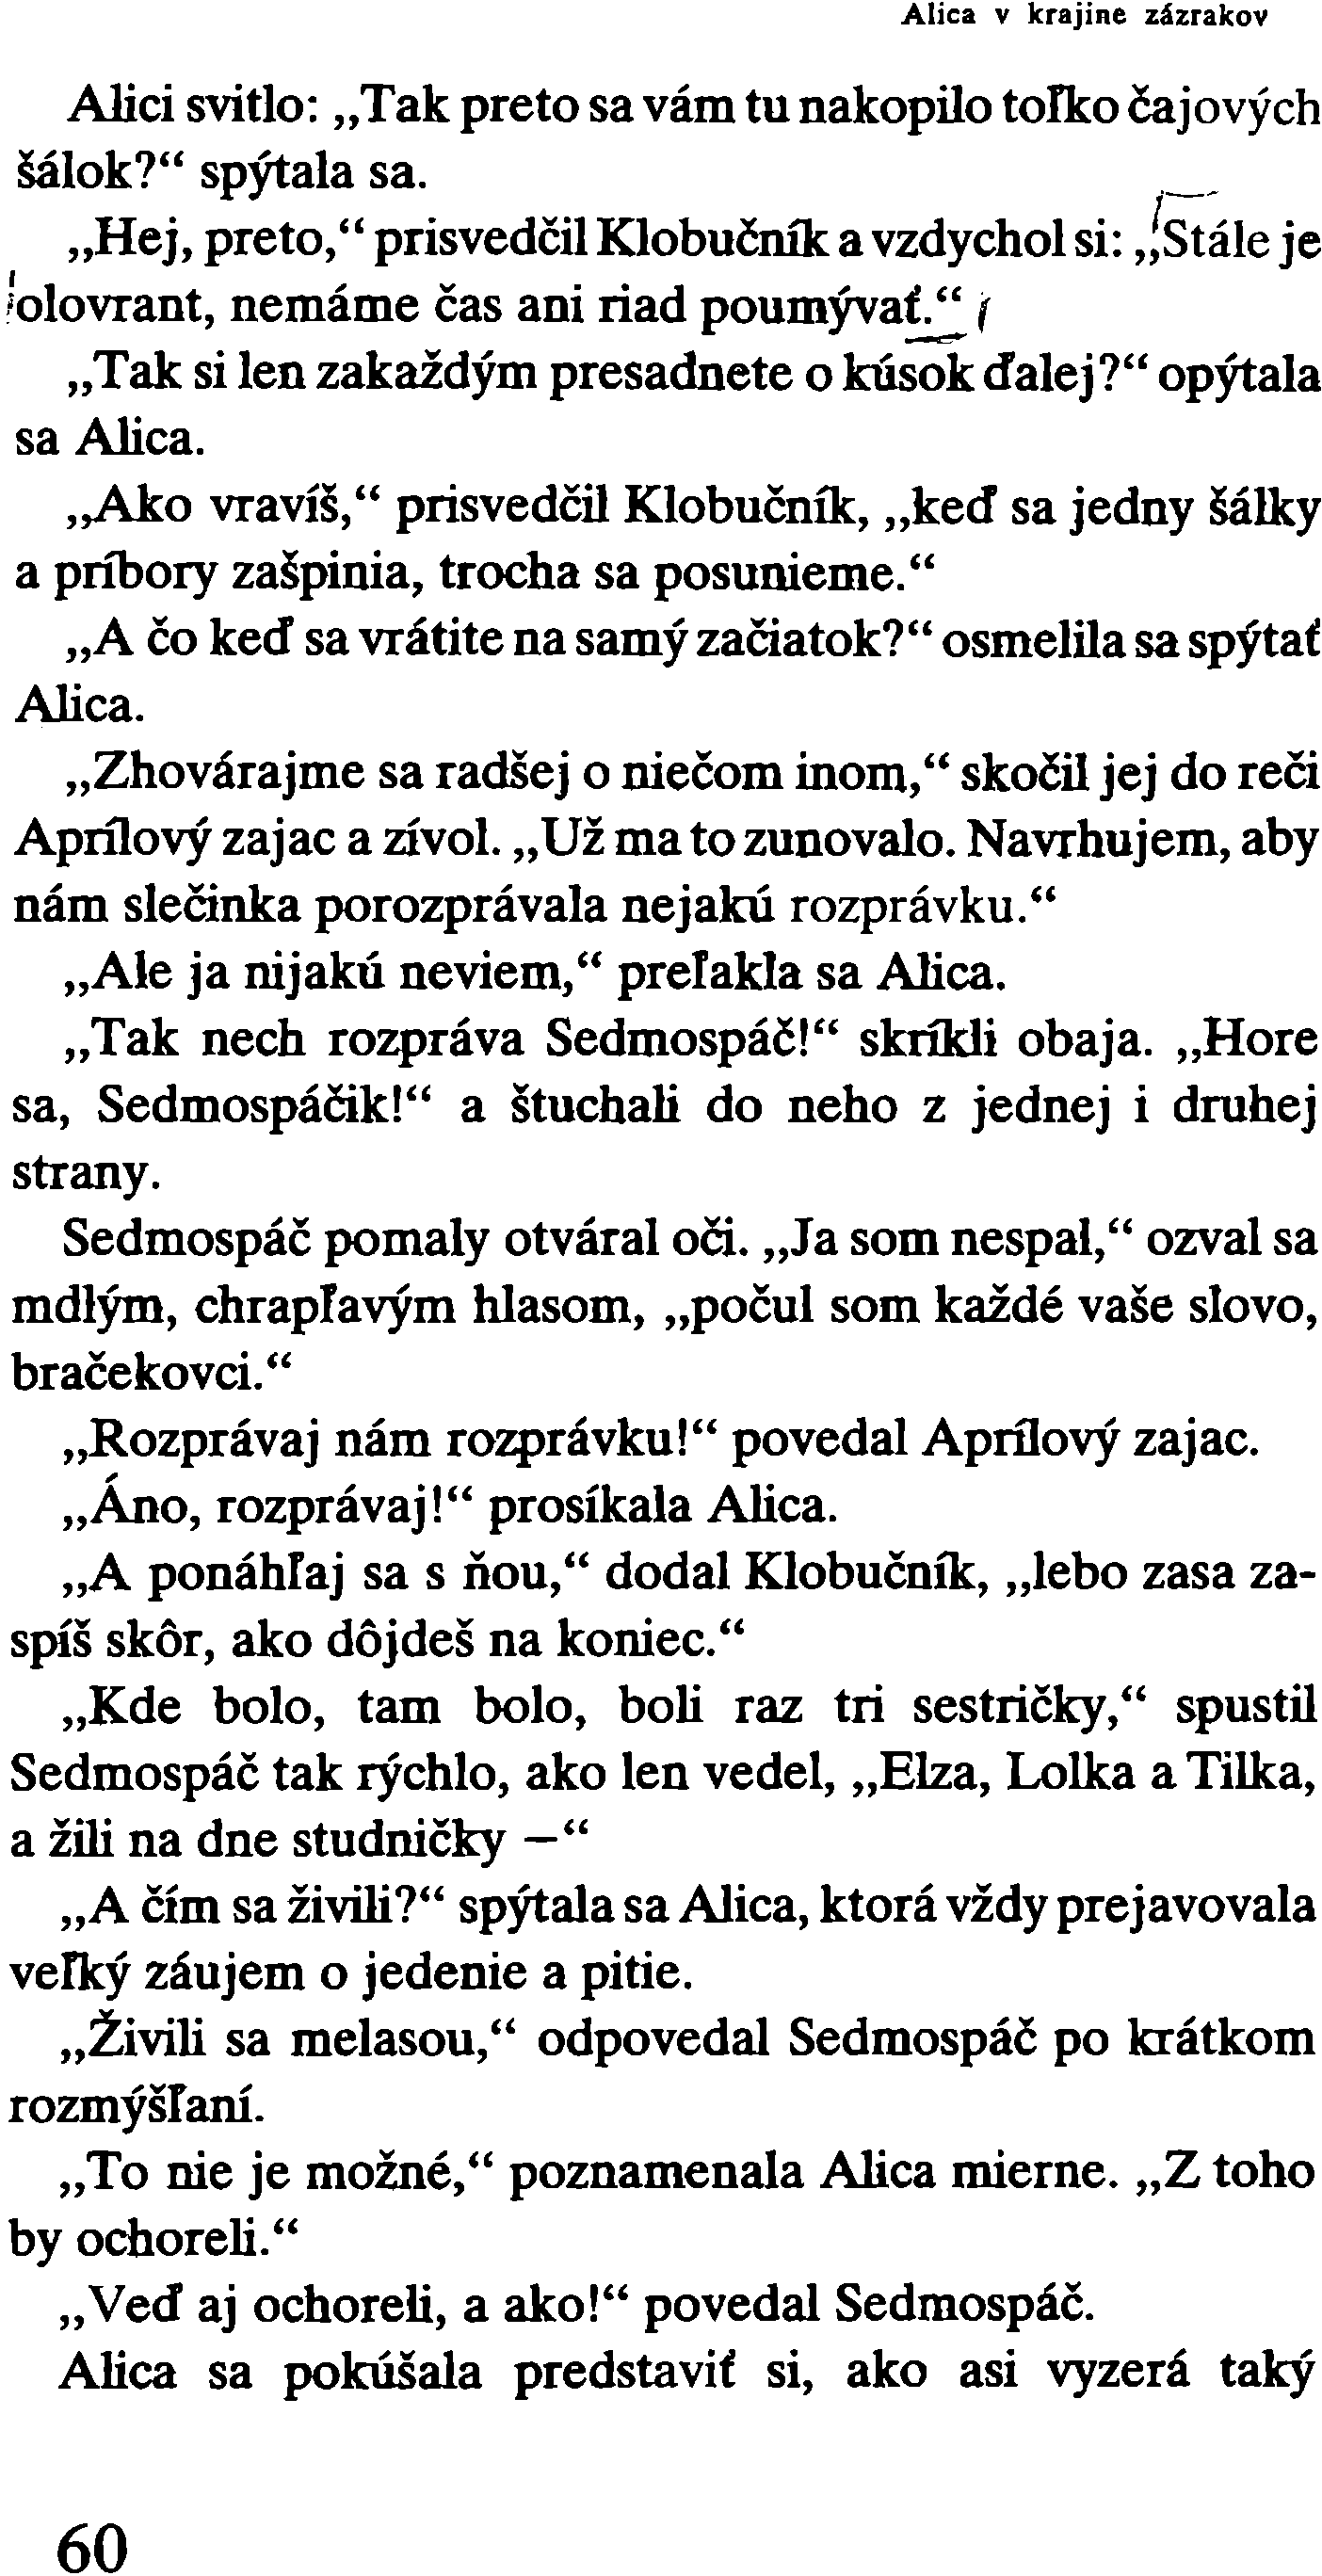 Alica v krajine zázrakov
Alici svitlo: „Tak preto sa vám tu nakopilo toľko čajových
šálok?“ spýtala sa.
„Hej, preto,“ prisvedčil Klobučník a vzdychol si: „Stále je
olovrant, nemáme čas ani riad poumývať.“
„Tak si len zakaždým presadnete o kúsok ďalej?“ opýtala
sa Alica.
„Ako vravíš,“ prisvedčil Klobučník, „keď sa jedny šálky
a príbory zašpinia, trocha sa posunieme.“
„A čo keď sa vrátite na samý začiatok?“ osmelila sa spýtať
Alica.
„Zhovárajme sa radšej o niečom inom,“ skočil jej do reči
Aprílový zajac a zívol. „Už ma to zunovalo. Navrhujem, aby
nám slečinka porozprávala nejakú rozprávku.“
„Ale ja nijakú neviem,“ preľakla sa Alica.
„Tak nech rozpráva Sedmospáč!“ skríkli obaja. „Hore
sa, Sedmospáčik!“ a štuchali do neho z jednej i druhej
strany.
Sedmospáč pomaly otváral oči. „Ja som nespal,“ ozval sa
mdlým, chrapľavým hlasom, „počul som každé vaše slovo,
bračekovci.“
„Rozprávaj nám rozprávku!“ povedal Aprílový zajac.
„Áno, rozprávaj!“ prosíkala Alica.
„A ponáhľaj sa s ňou,“ dodal Klobučník, „lebo zasa za-
spíš skôr, ako dôjdeš na koniec.“
„Kde bolo, tam bolo, boli raz tri sestričky,“ spustil
Sedmospáč tak rýchlo, ako len vedel, „Elza, Lolka a Tilka,
a žili na dne studničky –“
„A čím sa živili?“ spýtala sa Alica, ktorá vždy prejavovala
veľký záujem o jedenie a pitie.
„Živili sa melasou,“ odpovedal Sedmospáč po krátkom
rozmýšľaní.
„To nie je možné,“ poznamenala Alica mierne. „Z toho
by ochoreli.“
„Veď aj ochoreli, a ako!“ povedal Sedmospáč.
Alica sa pokúšala predstaviť si, ako asi vyzerá taký
60